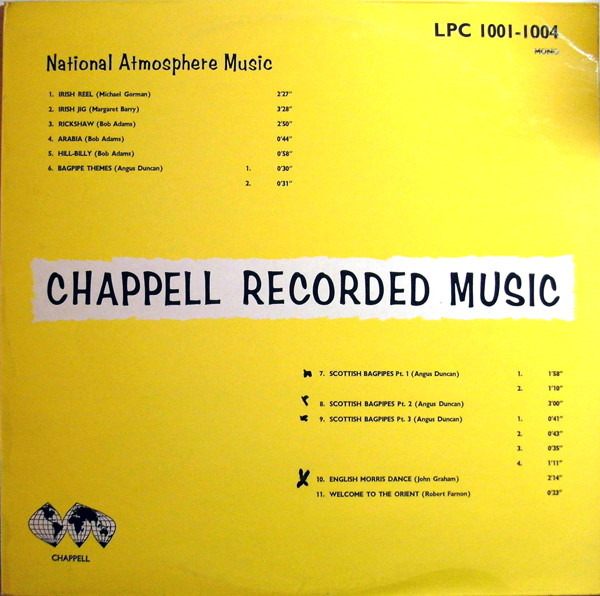 LPC 1001-1004
MONO
National Atmosphere Music
1. IRISH REEL (Michael Gorman) 2'27"
2. IRISH JIG (Margaret Barry) 3'28"
3. RICKSHAW (Bob Adams) 2'50"
4. ARABIA (Bob Adams) 0'44"
5. HILL-BILLY (Bob Adams) 0'58"
6. BAGPIPE THEMES (Angus Duncan) 1. 0'30"
2. 0'31"
CHAPPELL RECORDED MUSIC
7. SCOTTISH BAGPIPES Pt. 1 (Angus Duncan) 1. 1'58"
2. 1'10"
8. SCOTTISH BAGPIPES Pt. 2 (Angus Duncan) 3'00"
9. SCOTTISH BAGPIPES Pt. 3 (Angus Duncan) 1. 0'41"
2. 0'43"
3. 0'35"
4. 1'11"
10. ENGLISH MORRIS DANCE (John Graham) 2'14"
11. WELCOME TO THE ORIENT (Robert Farnon) 0'23"
CHAPPELL